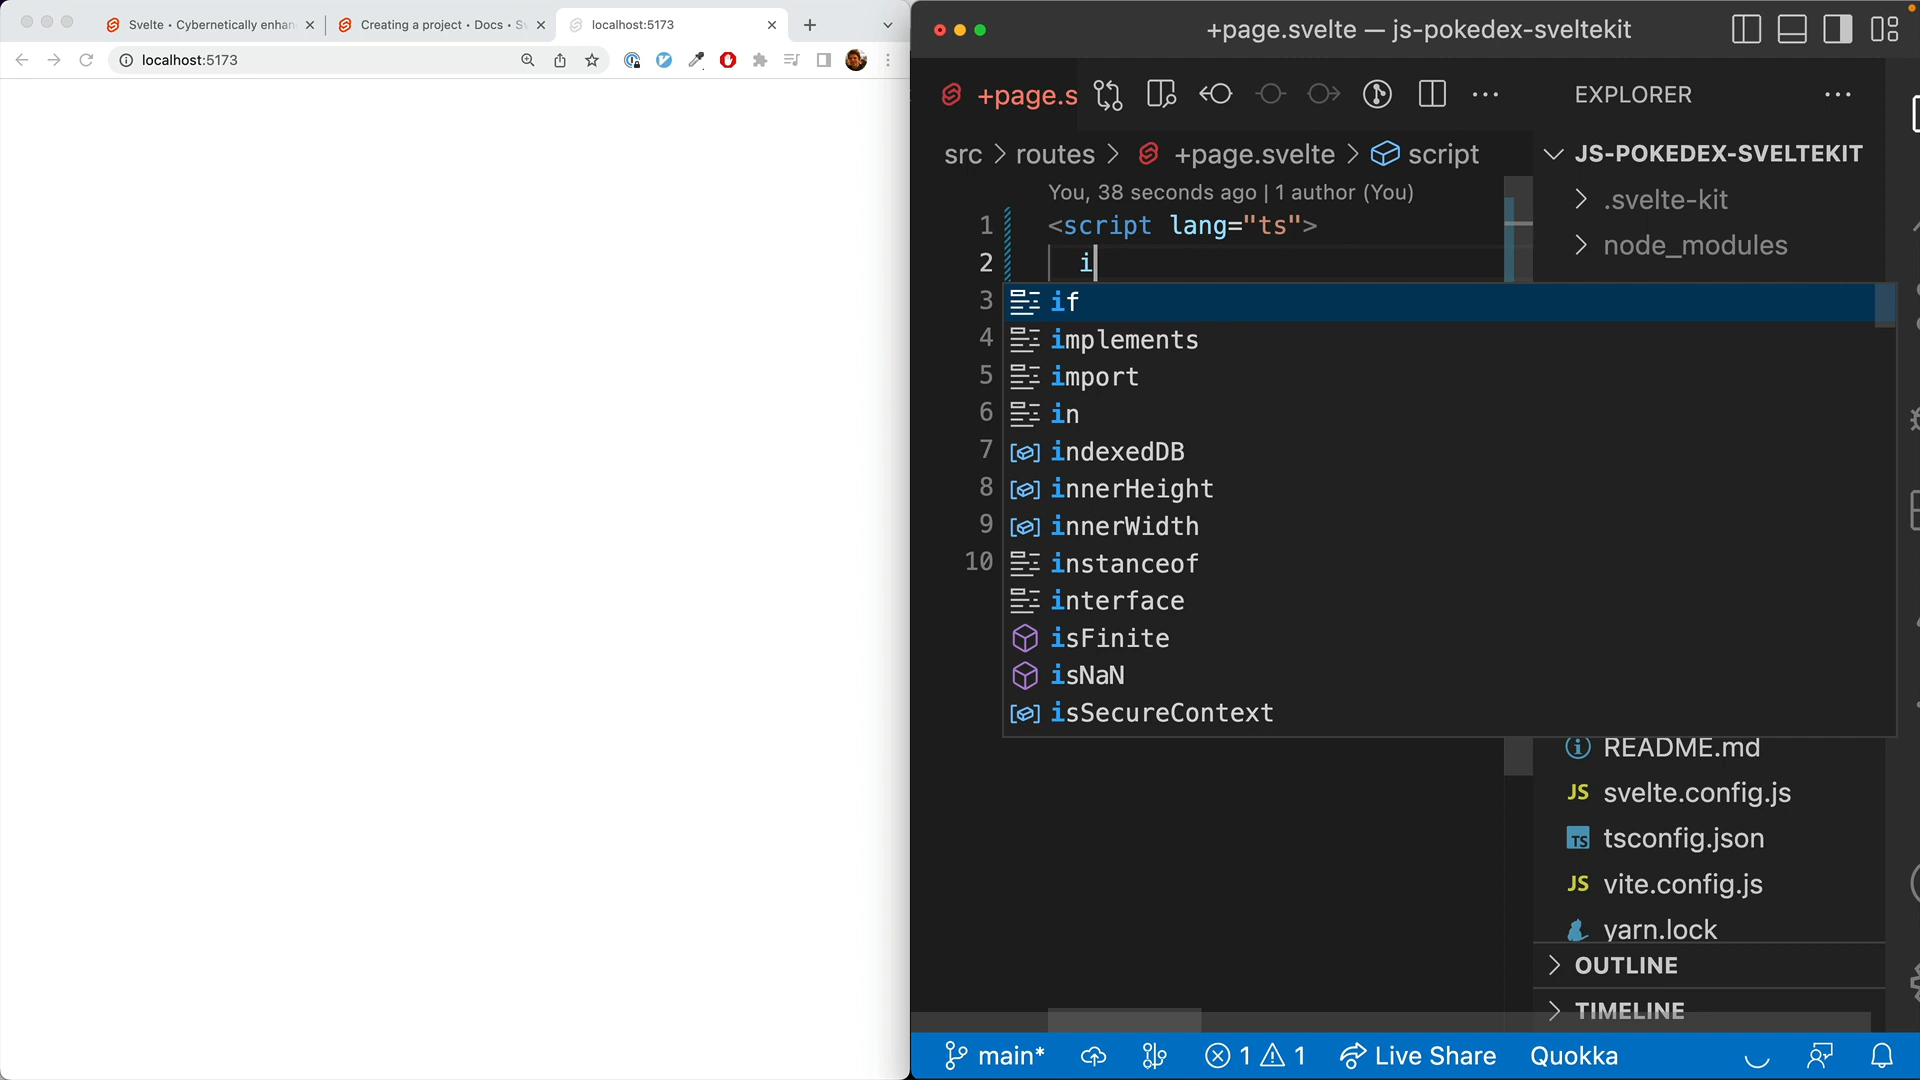 Svelte • Cybernetically enhan
Creating a project • Docs • Sv
localhost:5173
localhost:5173
+page.svelte — js-pokedex-sveltekit
+page.s
EXPLORER
src > routes > +page.svelte > script
JS-POKEDEX-SVELTEKIT
You, 38 seconds ago | 1 author (You)
.svelte-kit
1 <script lang="ts">
node_modules
2 i
3 if
4 implements
5 import
6 in
7 indexedDB
8 innerHeight
9 innerWidth
10 instanceof
interface
isFinite
isNaN
isSecureContext
README.md
JS svelte.config.js
TS tsconfig.json
JS vite.config.js
yarn.lock
OUTLINE
TIMELINE
main* 1 1 Live Share Quokka